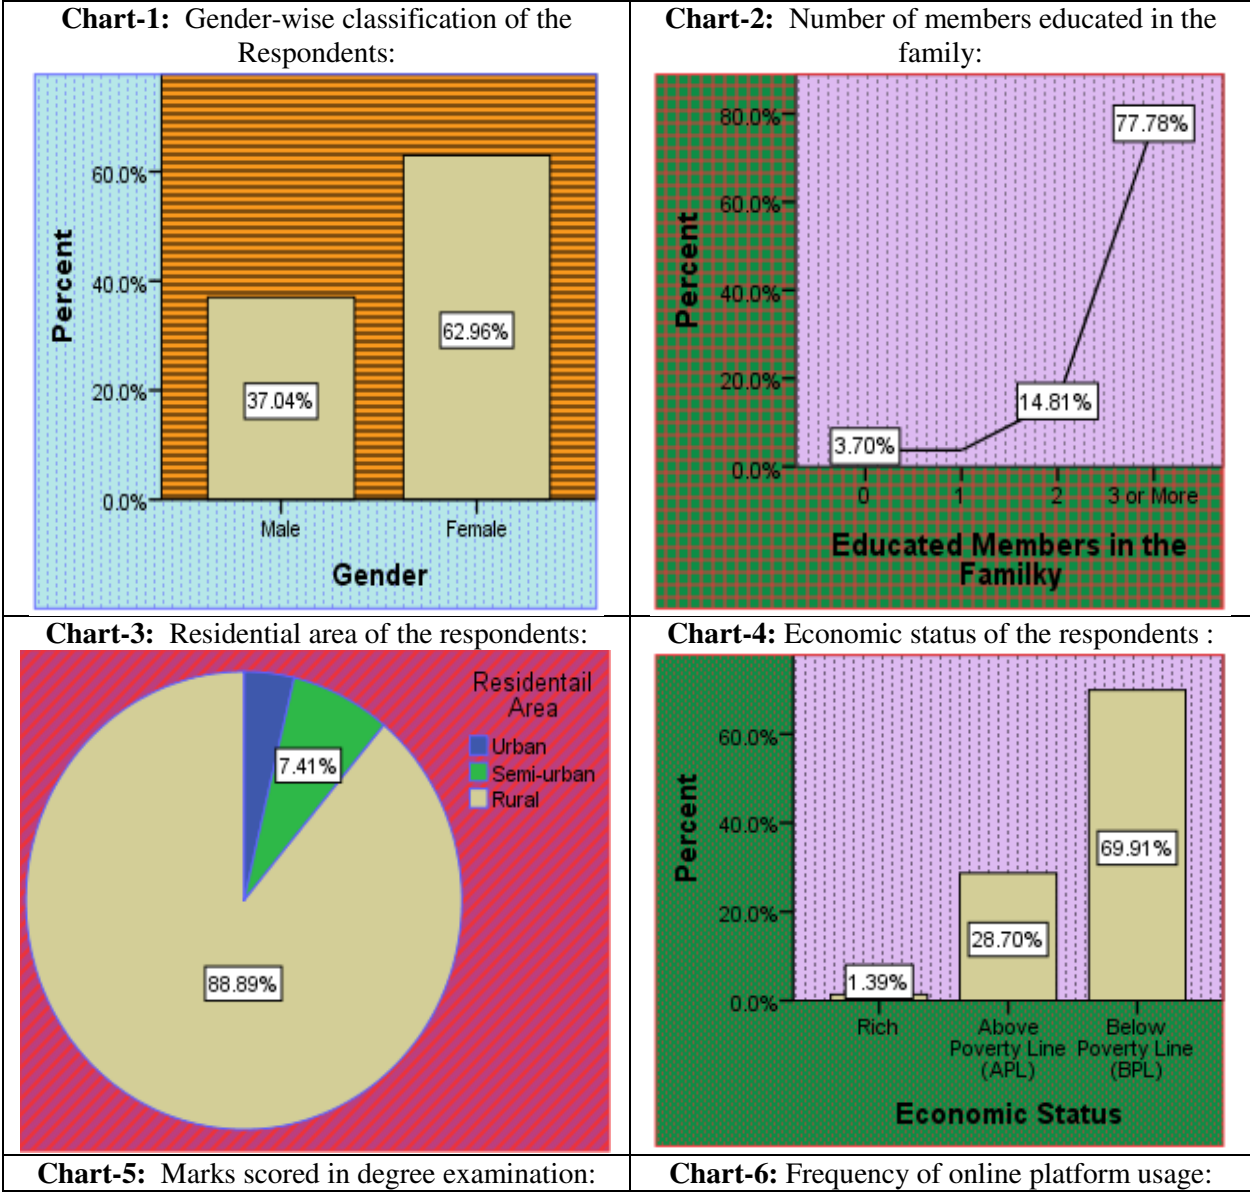 Chart-1: Gender-wise classification of the
Respondents:
60.0%
40.0%
20.0%
0.0%
Percent
62.96%
37.04%
Male
Female
Gender
Chart-2: Number of members educated in the
family:
80.0%
60.0%
40.0%
20.0%
0.0%
Percent
77.78%
14.81%
3.70%
0
1
2
3 or More
Educated Members in the
Familky
Chart-3: Residential area of the respondents:
Residentail
Area
Urban
Semi-urban
Rural
7.41%
88.89%
Chart-4: Economic status of the respondents :
60.0%
40.0%
20.0%
0.0%
Percent
69.91%
28.70%
1.39%
Rich
Above
Poverty Line
(APL)
Below
Poverty Line
(BPL)
Economic Status
Chart-5: Marks scored in degree examination:
Chart-6: Frequency of online platform usage: